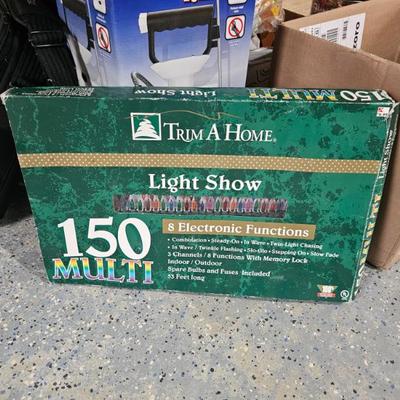 150 MULTI
Light Show
TRIM A HOME®
Light Show
150
MULTI
8 Electronic Functions
• Combination • Steady-On • In Wave • Twin-Light Chasing
• In Wave / Twinkle Flashing • Slo-Glo • Stepping On • Slow Fade
3 Channels / 8 Functions With Memory Lock
Indoor / Outdoor
Spare Bulbs and Fuses Included
53 Feet long